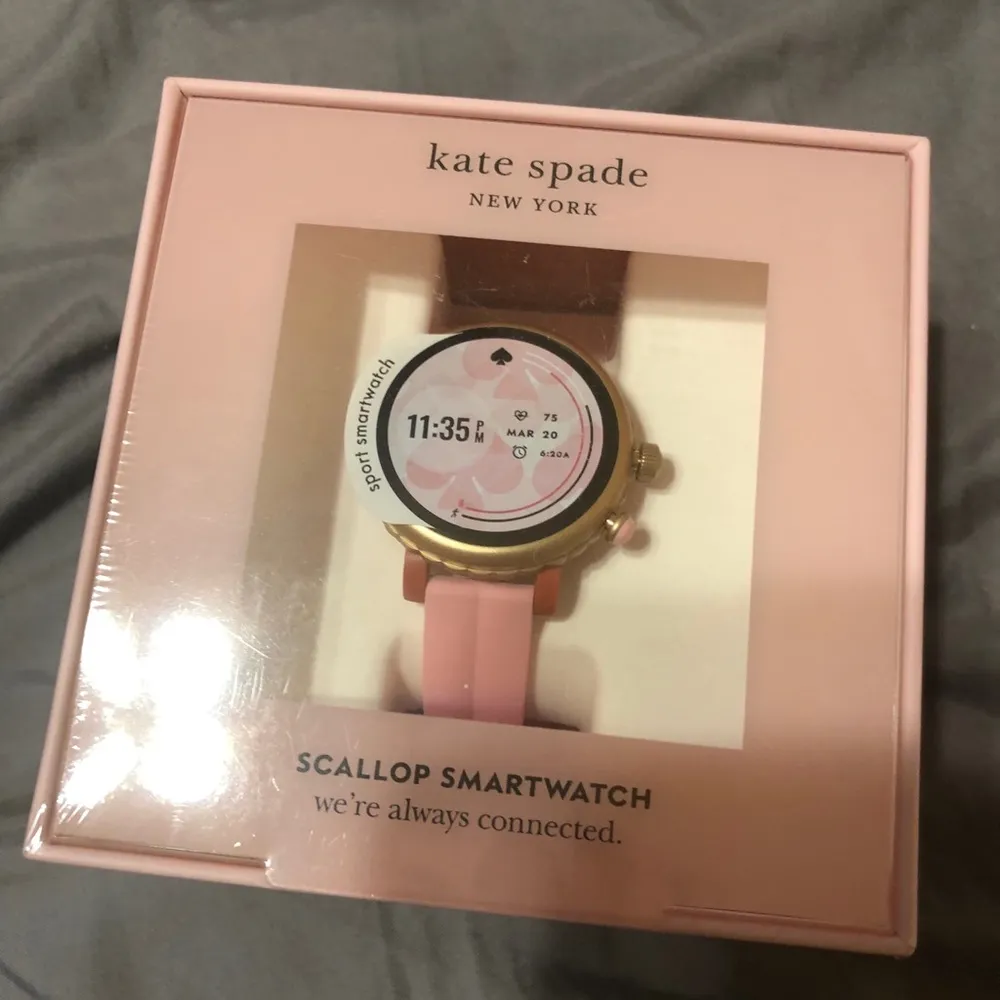 kate spade
NEW YORK
sport smartwatch
11:35 PM
75
MAR 20
6:20A
SCALLOP SMARTWATCH
we're always connected.